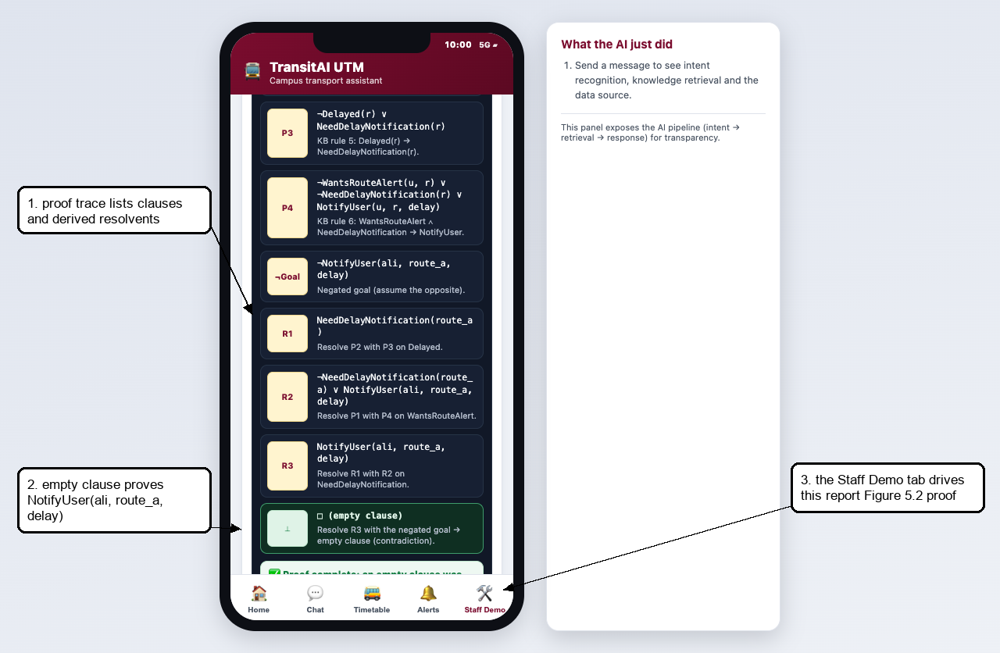 10:00 5G
TransitAI UTM
Campus transport assistant
P3
¬Delayed(r) ∨
NeedDelayNotification(r)
KB rule 5: Delayed(r) →
NeedDelayNotification(r).
P4
¬WantsRouteAlert(u, r) ∨
¬NeedDelayNotification(r) ∨
NotifyUser(u, r, delay)
KB rule 6: WantsRouteAlert ∧
NeedDelayNotification → NotifyUser.
¬Goal
¬NotifyUser(ali, route_a,
delay)
Negated goal (assume the opposite).
R1
NeedDelayNotification(route_a
)
Resolve P2 with P3 on Delayed.
R2
¬NeedDelayNotification(route_
a) ∨ NotifyUser(ali, route_a,
delay)
Resolve P1 with P4 on WantsRouteAlert.
R3
NotifyUser(ali, route_a,
delay)
Resolve R1 with R2 on
NeedDelayNotification.
⊥
□ (empty clause)
Resolve R3 with the negated goal →
empty clause (contradiction).
✅ Proof complete: an empty clause was
Home
Chat
Timetable
Alerts
Staff Demo
What the AI just did
1. Send a message to see intent
recognition, knowledge retrieval and the
data source.
This panel exposes the AI pipeline (intent →
retrieval → response) for transparency.
1. proof trace lists clauses
and derived resolvents
2. empty clause proves
NotifyUser(ali, route_a,
delay)
3. the Staff Demo tab drives
this report Figure 5.2 proof